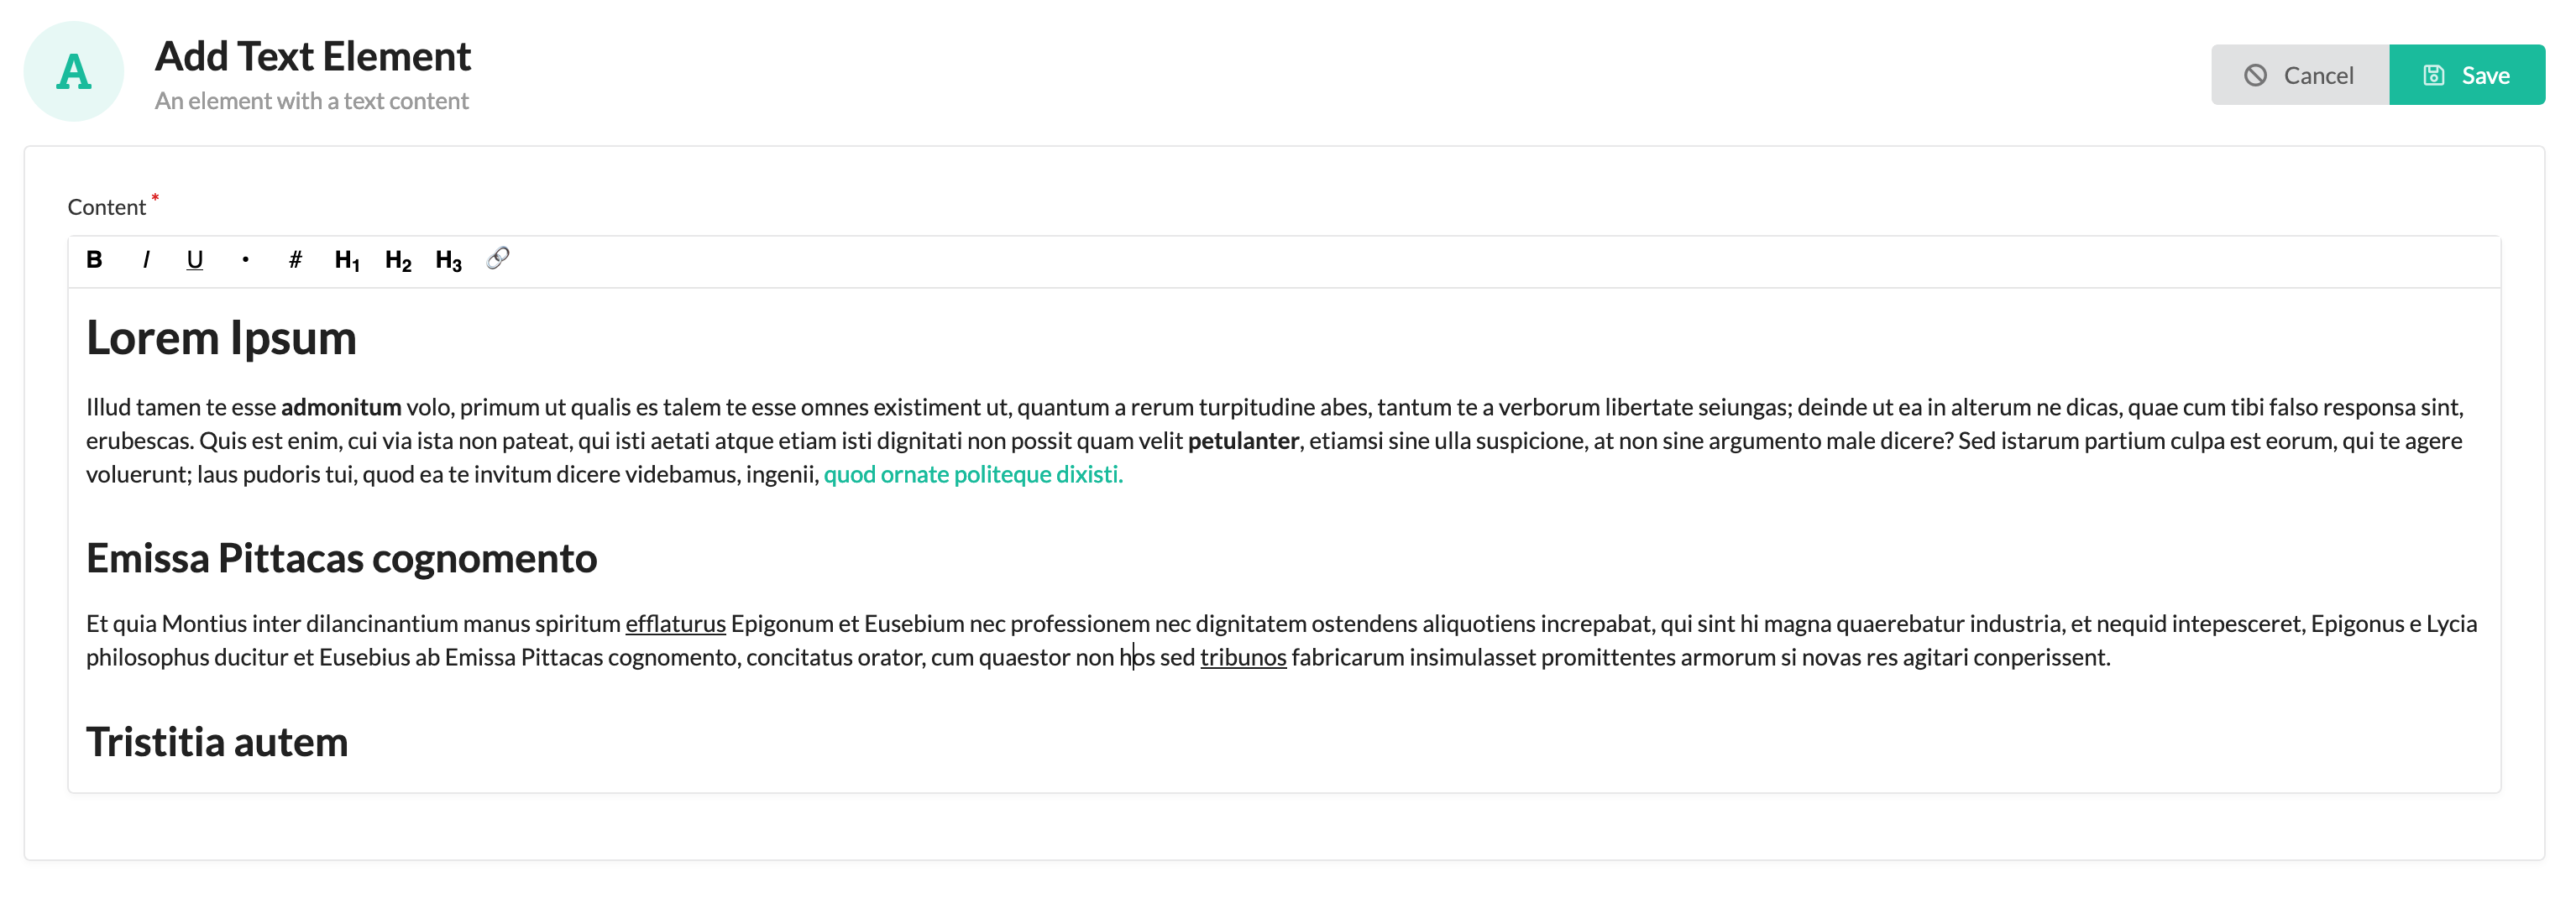 A
Add Text Element
An element with a text content
Cancel
Save
Content *
B I U • # H1 H2 H3
Lorem Ipsum
Illud tamen te esse admonitum volo, primum ut qualis es talem te esse omnes existiment ut, quantum a rerum turpitudine abes, tantum te a verborum libertate seiungas; deinde ut ea in alterum ne dicas, quae cum tibi falso responsa sint,
erubescas. Quis est enim, cui via ista non pateat, qui isti aetati atque etiam isti dignitati non possit quam velit petulanter, etiamsi sine ulla suspicione, at non sine argumento male dicere? Sed istarum partium culpa est eorum, qui te agere
voluerunt; laus pudoris tui, quod ea te invitum dicere videbamus, ingenii, quod ornate politeque dixisti.
Emissa Pittacas cognomento
Et quia Montius inter dilancinantium manus spiritum efflaturus Epigonum et Eusebium nec professionem nec dignitatem ostendens aliquotiens increpabat, qui sint hi magna quaerebatur industria, et nequid intepesceret, Epigonus e Lycia
philosophus ducitur et Eusebius ab Emissa Pittacas cognomento, concitatus orator, cum quaestor non hos sed tribunos fabricarum insimulasset promittentes armorum si novas res agitari conperissent.
Tristitia autem